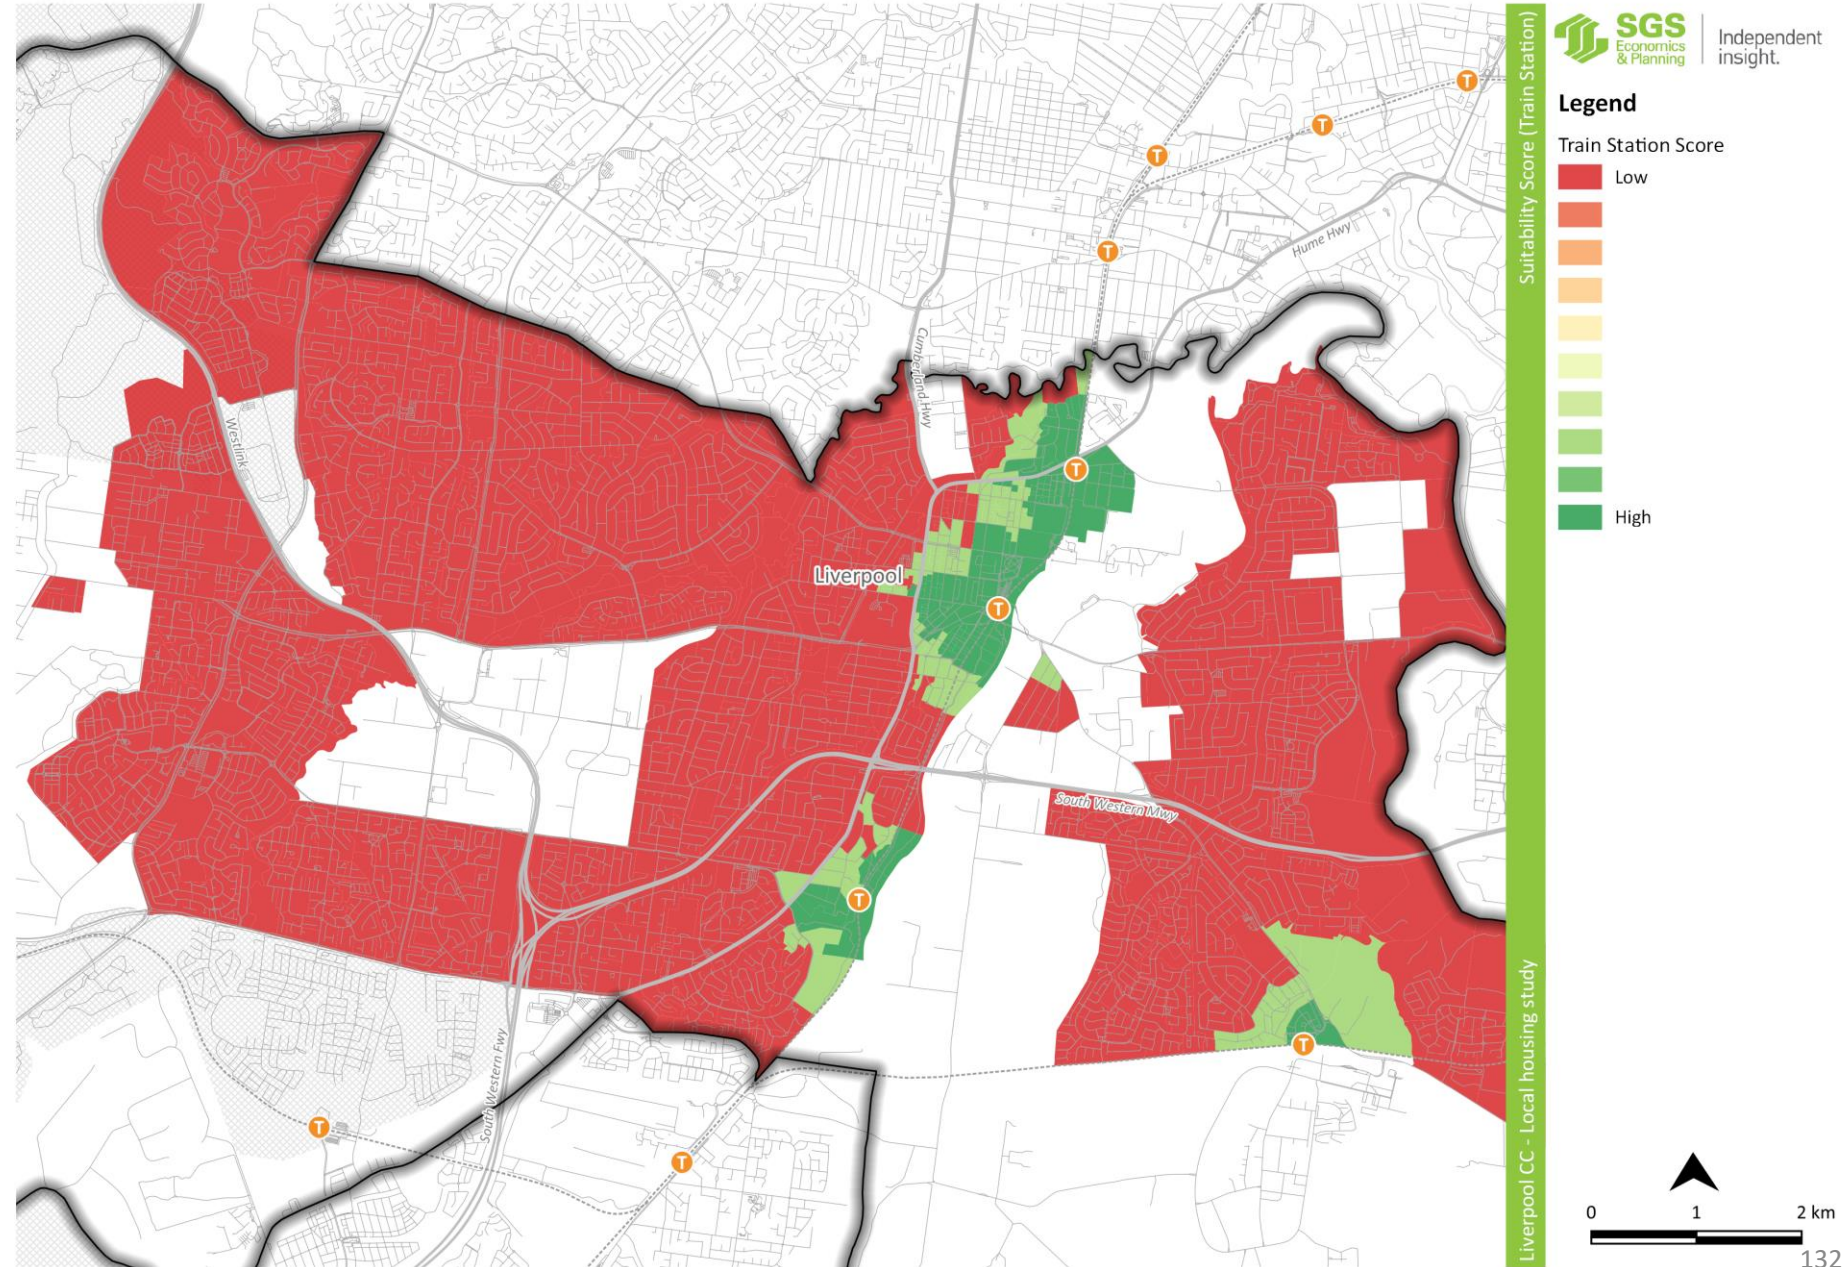 Suitability Score (Train Station)
Liverpool CC - Local housing study
SGS
Economics
& Planning
Independent
insight.
Legend
Train Station Score
Low
High
T
T
T
T
Hume Hwy
Cumberland Hwy
Westlink
T
Liverpool
T
South Western Mwy
T
T
South Western Fwy
T
T
0 1 2 km
132